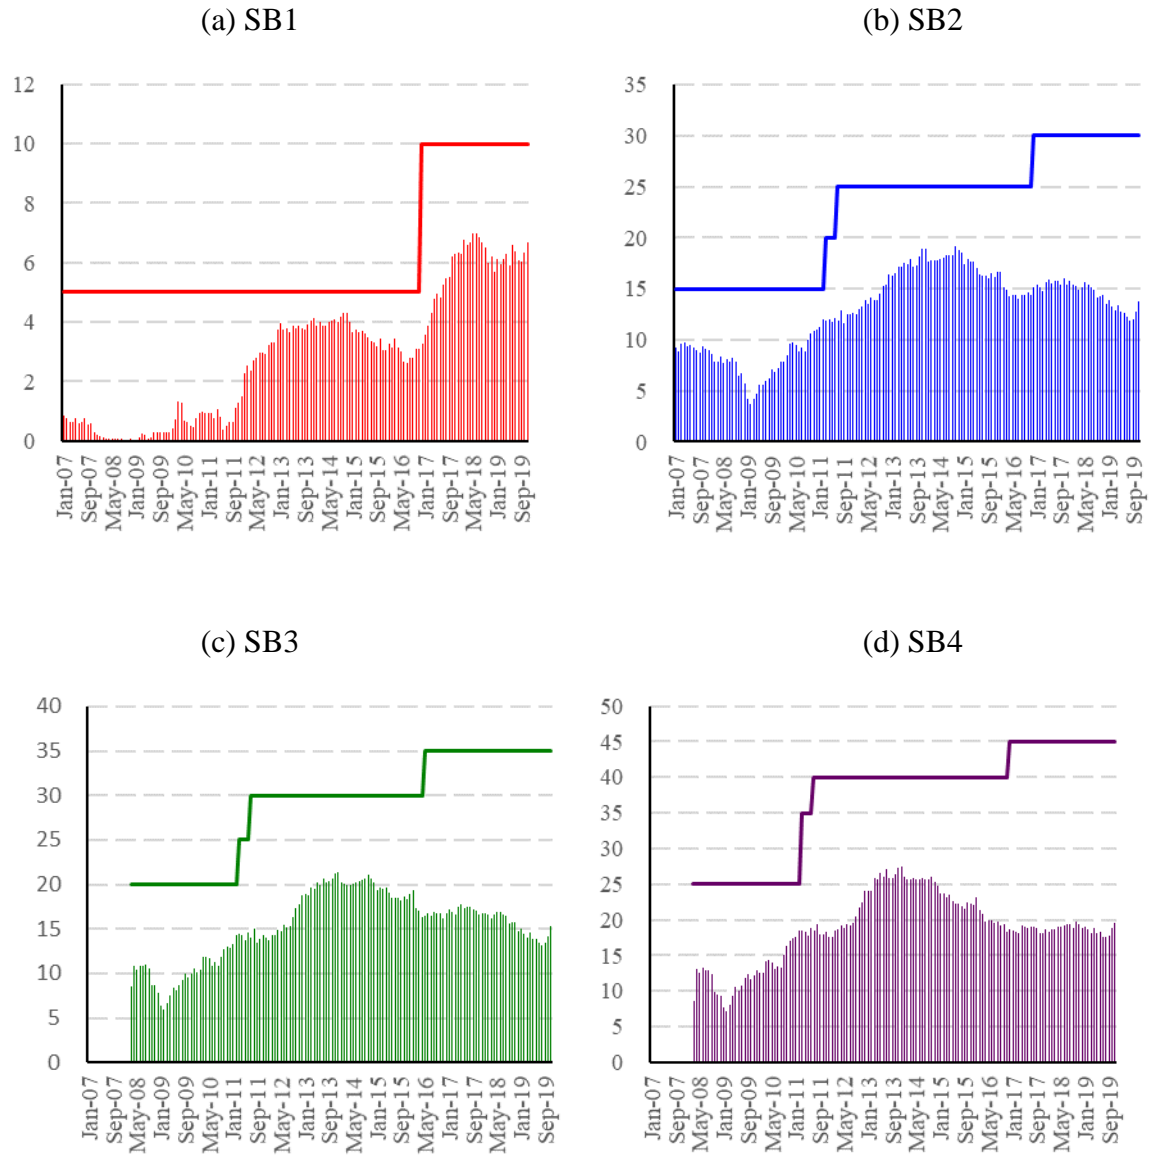 (a) SB1
12
10
8
6
4
2
0
Jan-07
Sep-07
May-08
Jan-09
Sep-09
May-10
Jan-11
Sep-11
May-12
Jan-13
Sep-13
May-14
Jan-15
Sep-15
May-16
Jan-17
Sep-17
May-18
Jan-19
Sep-19
(b) SB2
35
30
25
20
15
10
5
0
Jan-07
Sep-07
May-08
Jan-09
Sep-09
May-10
Jan-11
Sep-11
May-12
Jan-13
Sep-13
May-14
Jan-15
Sep-15
May-16
Jan-17
Sep-17
May-18
Jan-19
Sep-19
(c) SB3
40
35
30
25
20
15
10
5
0
Jan-07
Sep-07
May-08
Jan-09
Sep-09
May-10
Jan-11
Sep-11
May-12
Jan-13
Sep-13
May-14
Jan-15
Sep-15
May-16
Jan-17
Sep-17
May-18
Jan-19
Sep-19
(d) SB4
50
45
40
35
30
25
20
15
10
5
0
Jan-07
Sep-07
May-08
Jan-09
Sep-09
May-10
Jan-11
Sep-11
May-12
Jan-13
Sep-13
May-14
Jan-15
Sep-15
May-16
Jan-17
Sep-17
May-18
Jan-19
Sep-19